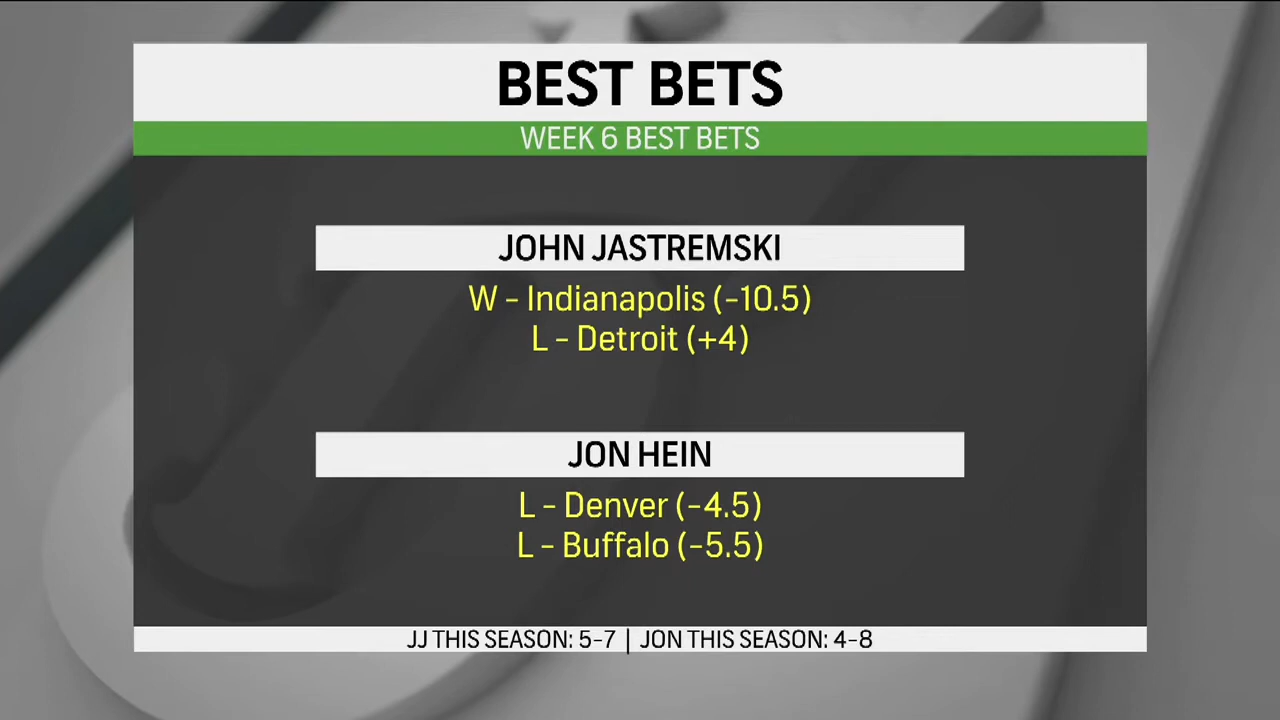 BEST BETS
WEEK 6 BEST BETS
JOHN JASTREMSKI
W - Indianapolis (-10.5)
L - Detroit (+4)
JON HEIN
L - Denver (-4.5)
L - Buffalo (-5.5)
JJ THIS SEASON: 5-7 | JON THIS SEASON: 4-8